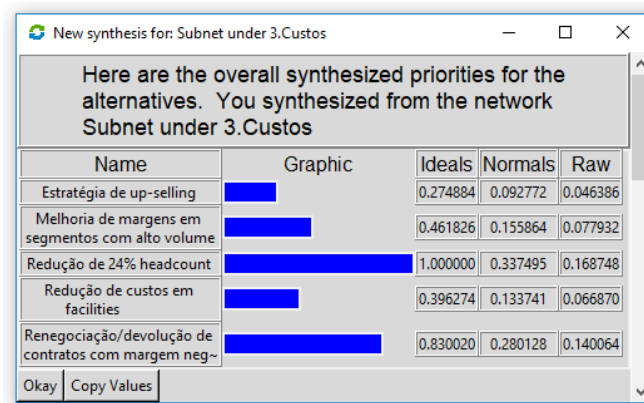 New synthesis for: Subnet under 3.Custos
Here are the overall synthesized priorities for the
alternatives. You synthesized from the network
Subnet under 3.Custos
Name Graphic Ideals Normals Raw
Estratégia de up-selling 0.274884 0.092772 0.046386
Melhoria de margens em
segmentos com alto volume 0.461826 0.155864 0.077932
Redução de 24% headcount 1.000000 0.337495 0.168748
Redução de custos em
facilities 0.396274 0.133741 0.066870
Renegociação/devolução de
contratos com margem neg~ 0.830020 0.280128 0.140064
Okay Copy Values